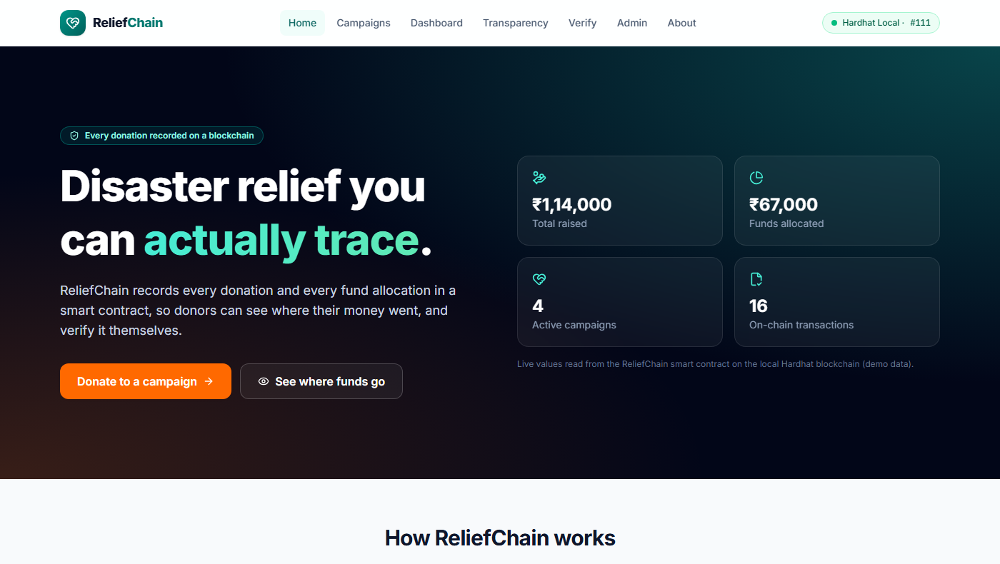 ReliefChain
Home
Campaigns
Dashboard
Transparency
Verify
Admin
About
Hardhat Local · #111
Every donation recorded on a blockchain
Disaster relief you
can actually trace.
ReliefChain records every donation and every fund allocation in a
smart contract, so donors can see where their money went, and
verify it themselves.
Donate to a campaign →
See where funds go
₹1,14,000
Total raised
₹67,000
Funds allocated
4
Active campaigns
16
On-chain transactions
Live values read from the ReliefChain smart contract on the local Hardhat blockchain (demo data).
How ReliefChain works